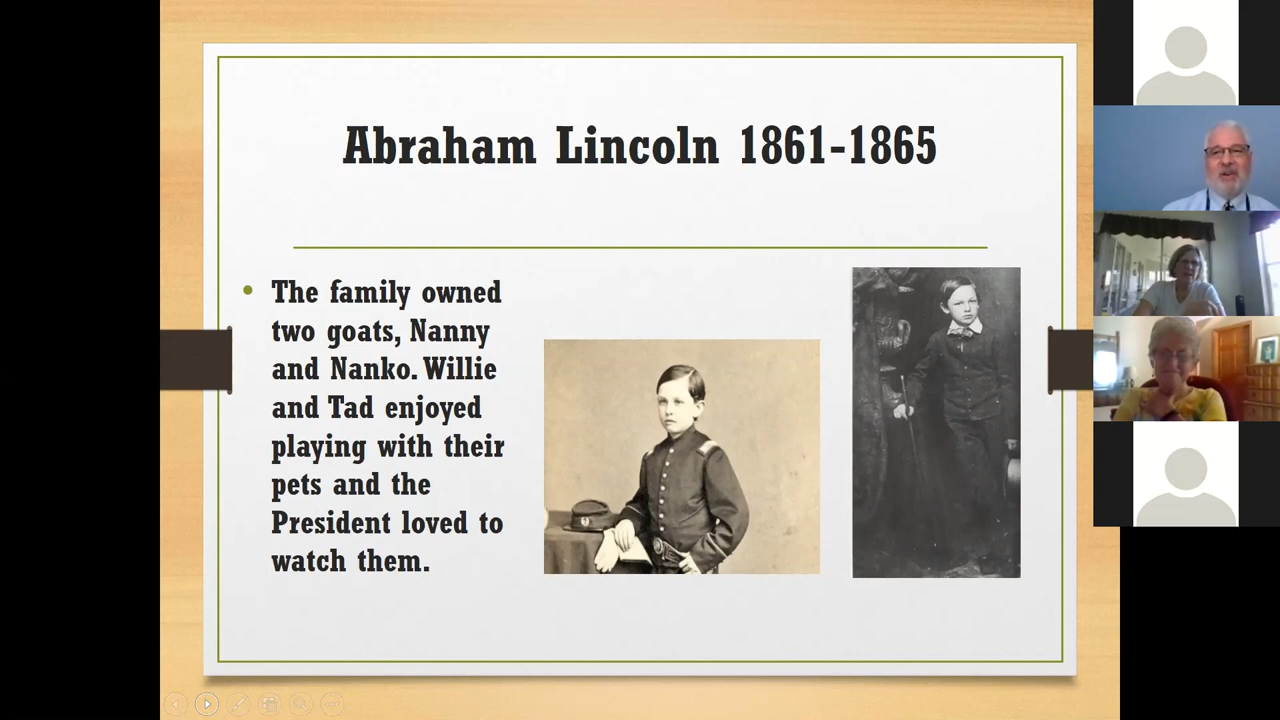 Abraham Lincoln 1861-1865
The family owned
two goats, Nanny
and Nanko. Willie
and Tad enjoyed
playing with their
pets and the
President loved to
watch them.